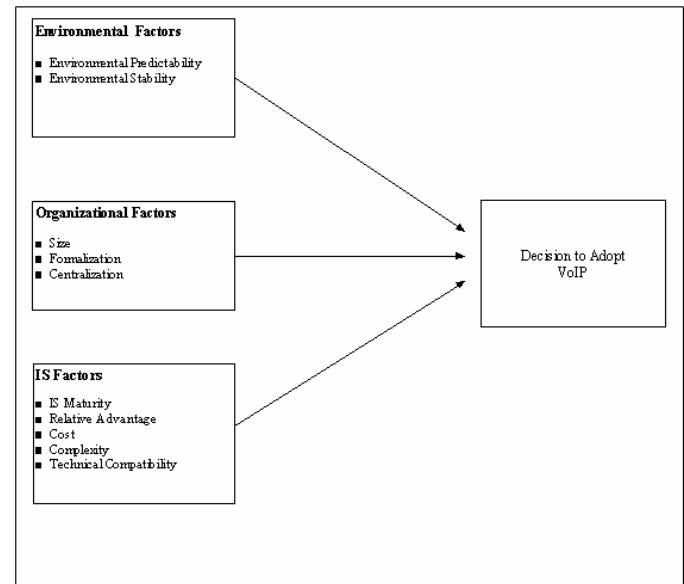 Environmental Factors
▪ Environmental Predictability
▪ Environmental Stability
Organizational Factors
▪ Size
▪ Formalization
▪ Centralization
IS Factors
▪ IS Maturity
▪ Relative Advantage
▪ Cost
▪ Complexity
▪ Technical Compatibility
Decision to Adopt
VoIP